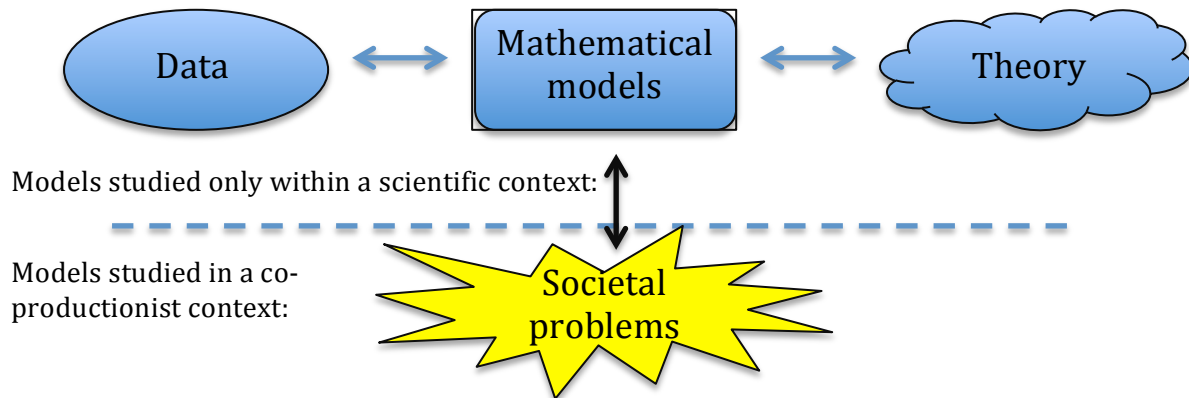 Data
Mathematical
models
Theory
Models studied only within a scientific context:
Models studied in a co-
productionist context:
Societal
problems